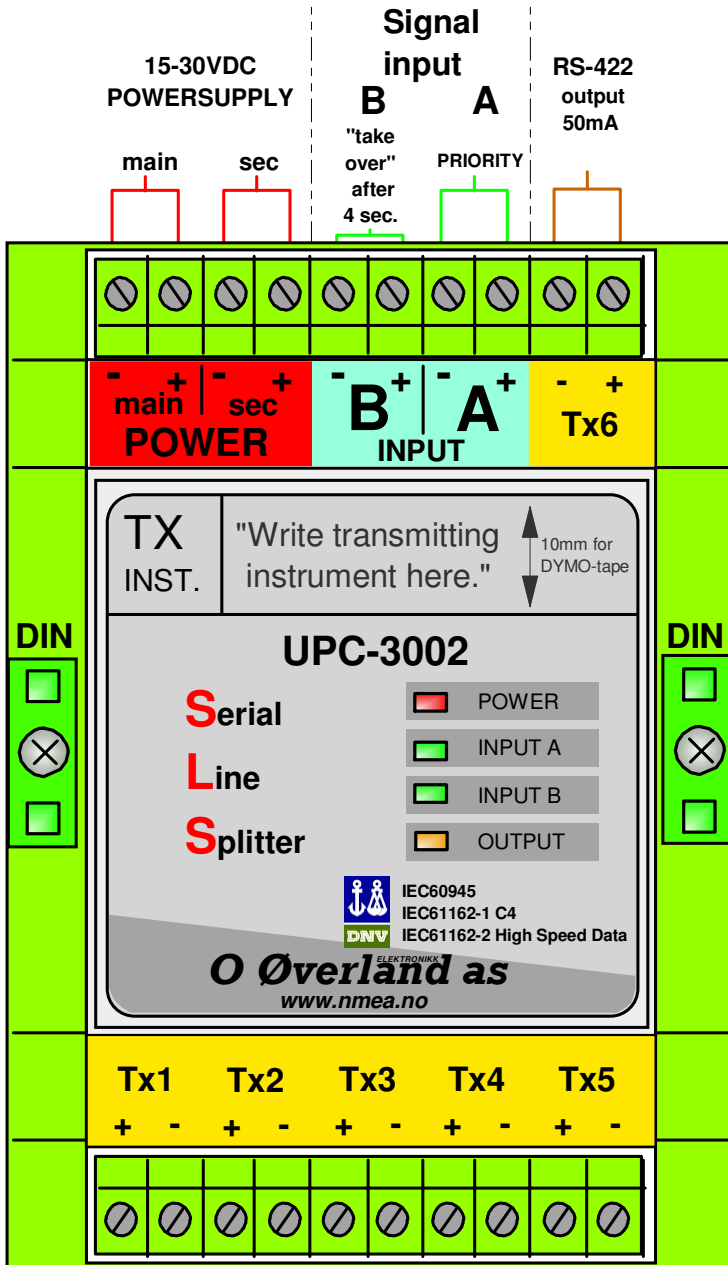 Signal
input
15-30VDC
POWERSUPPLY
B
A
RS-422
output
50mA
"take
over"
after
4 sec.
main
sec
PRIORITY
- + - + - + - + - +
main sec B A Tx6
POWER INPUT
TX
INST.
"Write transmitting
instrument here."
10mm for
DYMO-tape
DIN
DIN
UPC-3002
Serial
Line
Splitter
POWER
INPUT A
INPUT B
OUTPUT
DNV
IEC60945
IEC61162-1 C4
IEC61162-2 High Speed Data
ELEKTRONIKK
O Øverland as
www.nmea.no
Tx1 Tx2 Tx3 Tx4 Tx5
+ - + - + - + - + -